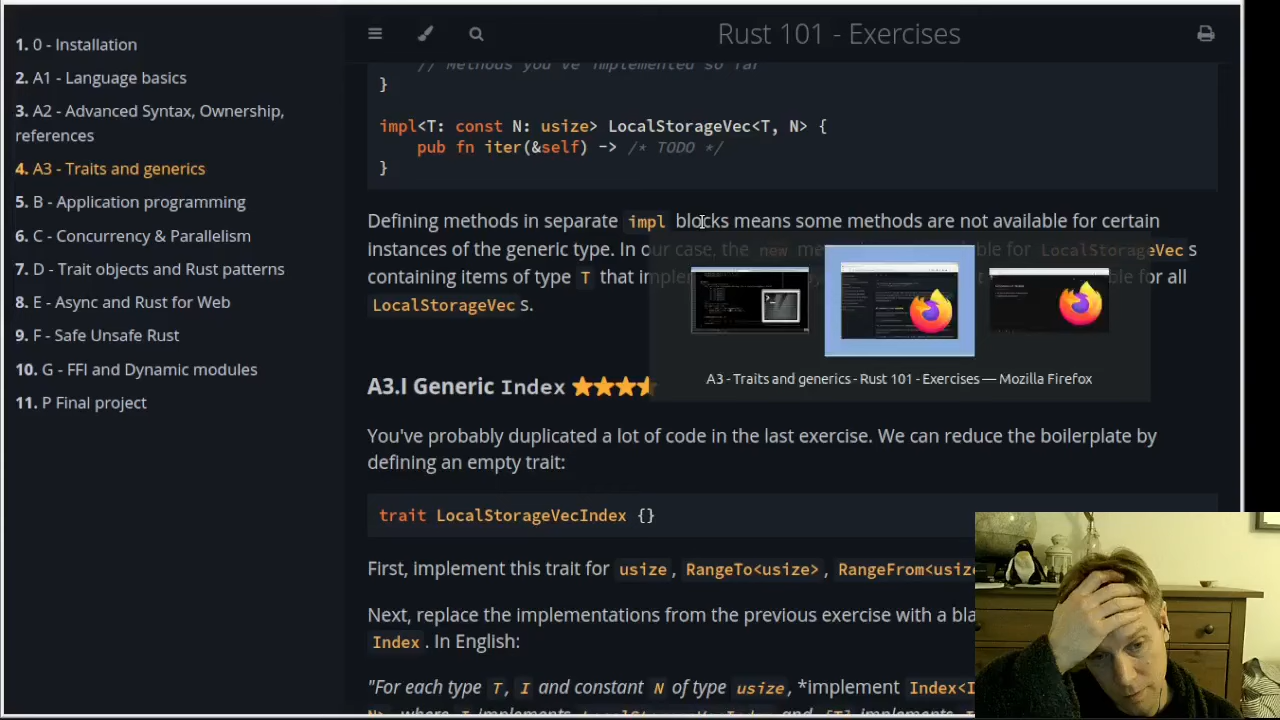 Rust 101 - Exercises
1. 0 - Installation
2. A1 - Language basics
3. A2 - Advanced Syntax, Ownership,
references
4. A3 - Traits and generics
5. B - Application programming
6. C - Concurrency & Parallelism
7. D - Trait objects and Rust patterns
8. E - Async and Rust for Web
9. F - Safe Unsafe Rust
10. G - FFI and Dynamic modules
11. P Final project
// Methods you've implemented so far
}
impl<T: const N: usize> LocalStorageVec<T, N> {
pub fn iter(&self) -> /* TODO */
}
Defining methods in separate impl blocks means some methods are not available for certain
instances of the generic type. In our case, the new LocalStorageVec s
containing items of type T that for all
LocalStorageVec s.
A3 - Traits and generics - Rust 101 - Exercises — Mozilla Firefox
A3.I Generic Index
You've probably duplicated a lot of code in the last exercise. We can reduce the boilerplate by
defining an empty trait:
trait LocalStorageVecIndex {}
First, implement this trait for usize, RangeTo<usize>, RangeFrom<usiz
Next, replace the implementations from the previous exercise with a bla
Index. In English:
"For each type T, I and constant N of type usize, *implement Index<I